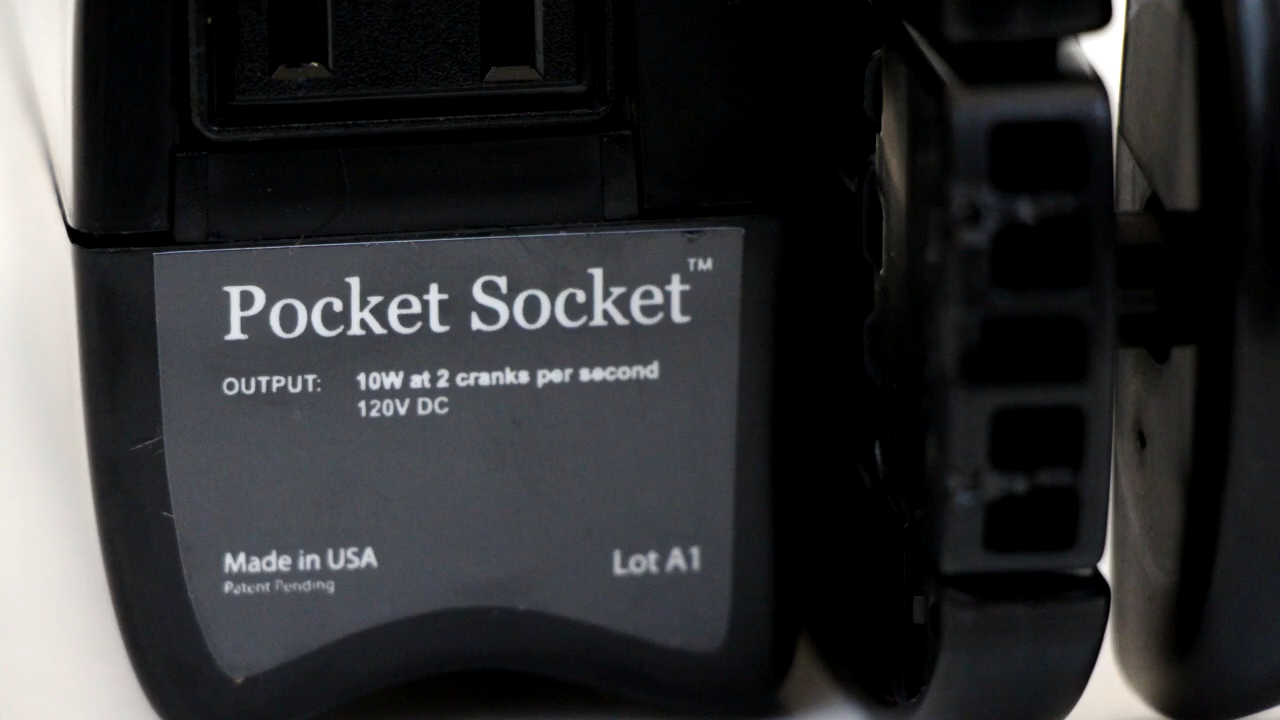 Pocket Socket™
OUTPUT: 10W at 2 cranks per second
120V DC
Made in USA Lot A1
Patent Pending